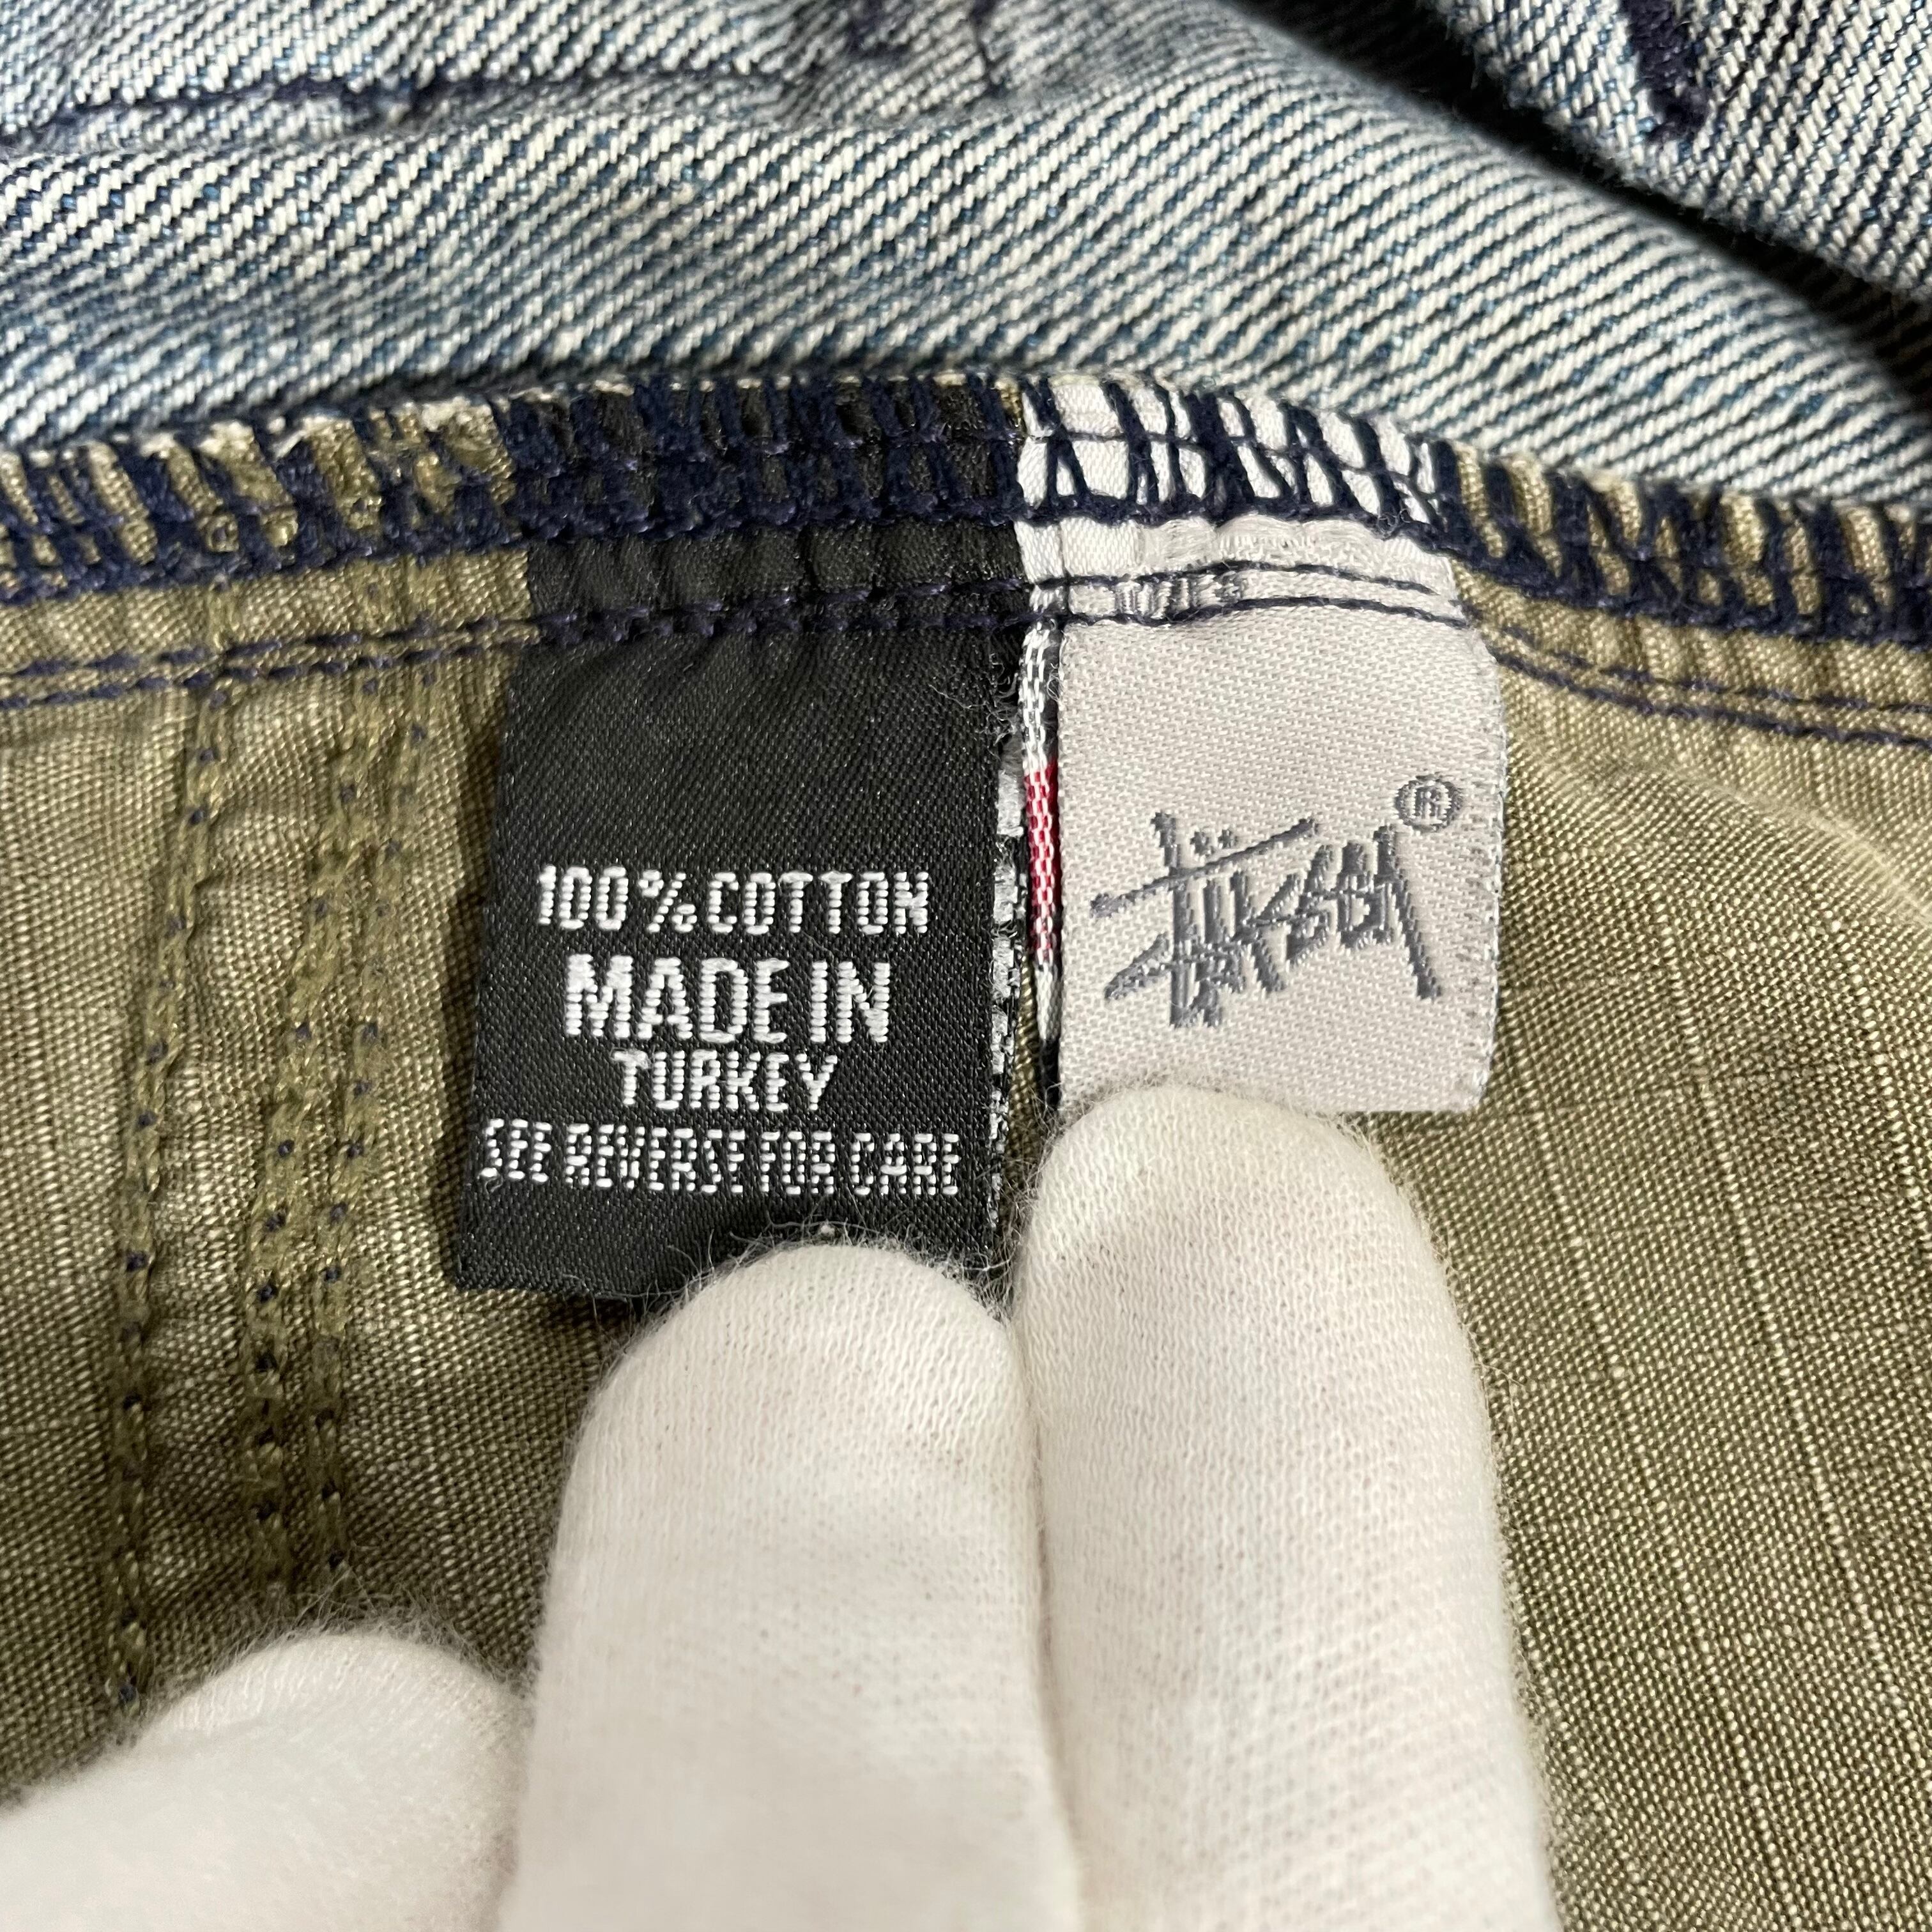 100% COTTON
MADE IN
TURKEY
SEE REVERSE FOR CARE
Stüssy ®